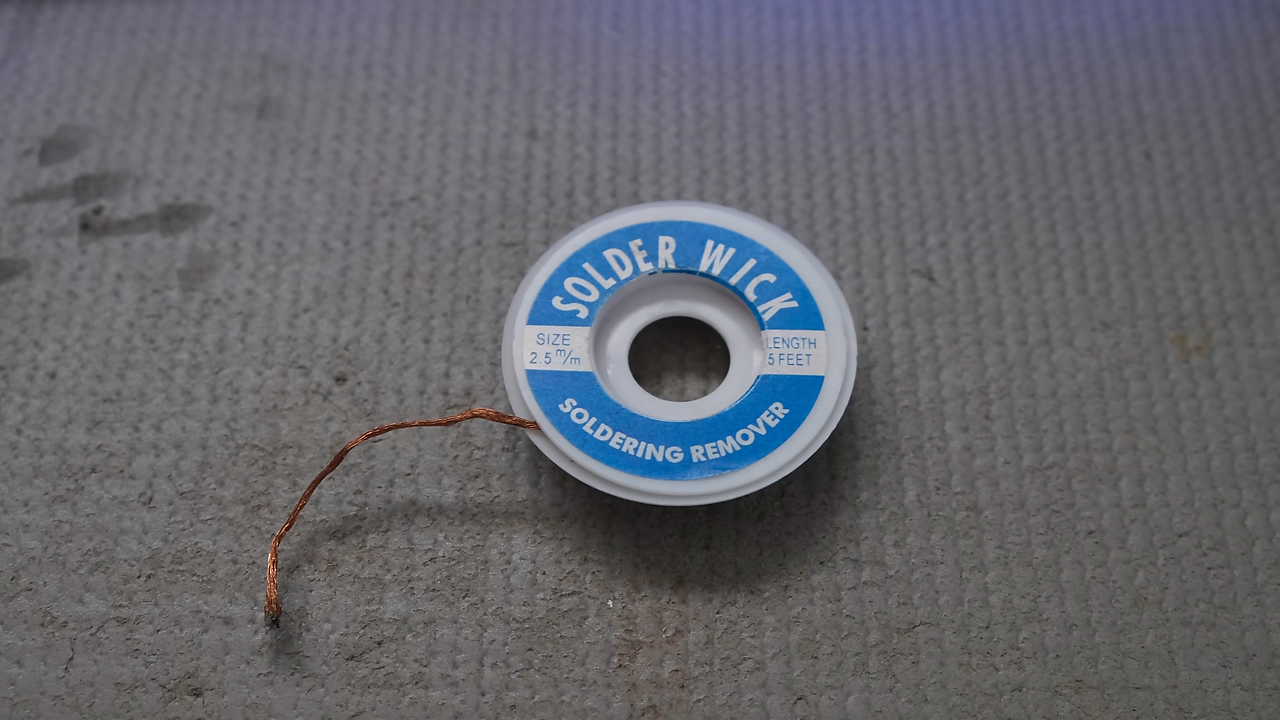 SOLDER WICK
SIZE
2.5 m/m
LENGTH
5 FEET
SOLDERING REMOVER